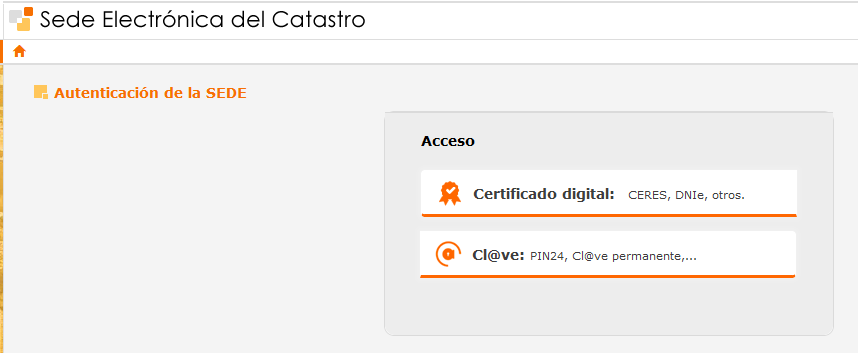 Sede Electrónica del Catastro
Autenticación de la SEDE
Acceso
Certificado digital: CERES, DNIe, otros.
Cl@ve: PIN24, Cl@ve permanente,...